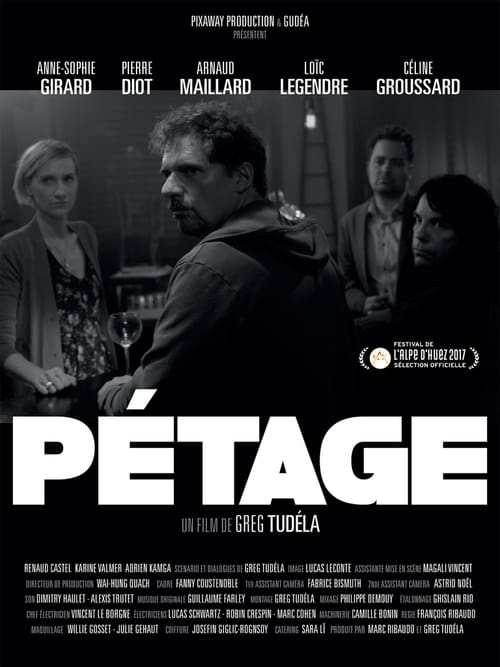 PIXAWAY PRODUCTION & GUDÉA
PRÉSENTENT
ANNE-SOPHIE GIRARD
PIERRE DIOT
ARNAUD MAILLARD
LOÏC LEGENDRE
CÉLINE GROUSSARD
FESTIVAL DE
L'ALPE D'HUEZ 2017
SÉLECTION OFFICIELLE
PÉTAGE
UN FILM DE GREG TUDÉLA
RENAUD CASTEL KARINE VALMER ADRIEN KAMGA SCENARIO ET DIALOGUES DE GREG TUDÉLA IMAGE LUCAS LECONTE ASSISTANTE MISE EN SCÈNE MAGALI VINCENT
DIRECTEUR DE PRODUCTION WAI-HUNG QUACH CADRE FANNY COUSTENOBLE 1ER ASSISTANT CAMÉRA FABRICE BISMUTH 2NDE ASSISTANT CAMERA ASTRID NOËL
SON DIMITRY HAULET - ALEXIS TRUTET MUSIQUE ORIGINALE GUILLAUME FARLEY MONTAGE GREG TUDÉLA MIXAGE PHILIPPE DEMOUY ÉTALONNAGE GHISLAIN RIO
CHEF ÉLECTRICIEN VINCENT LE BORGNE ÉLECTRICIENS LUCAS SCHWARTZ - ROBIN CRESPIN - MARC COHEN MACHINERIE CAMILLE BONIN REGIE FRANÇOIS RIBAUDO
MAQUILLAGE WILLIE GOSSET - JULIE GEHAUT COIFFURE JOSEFIN GIGLIC-ROGNSOY CATERING SARA LÏ PRODUIT PAR MARC RIBAUDO ET GREG TUDÉLA